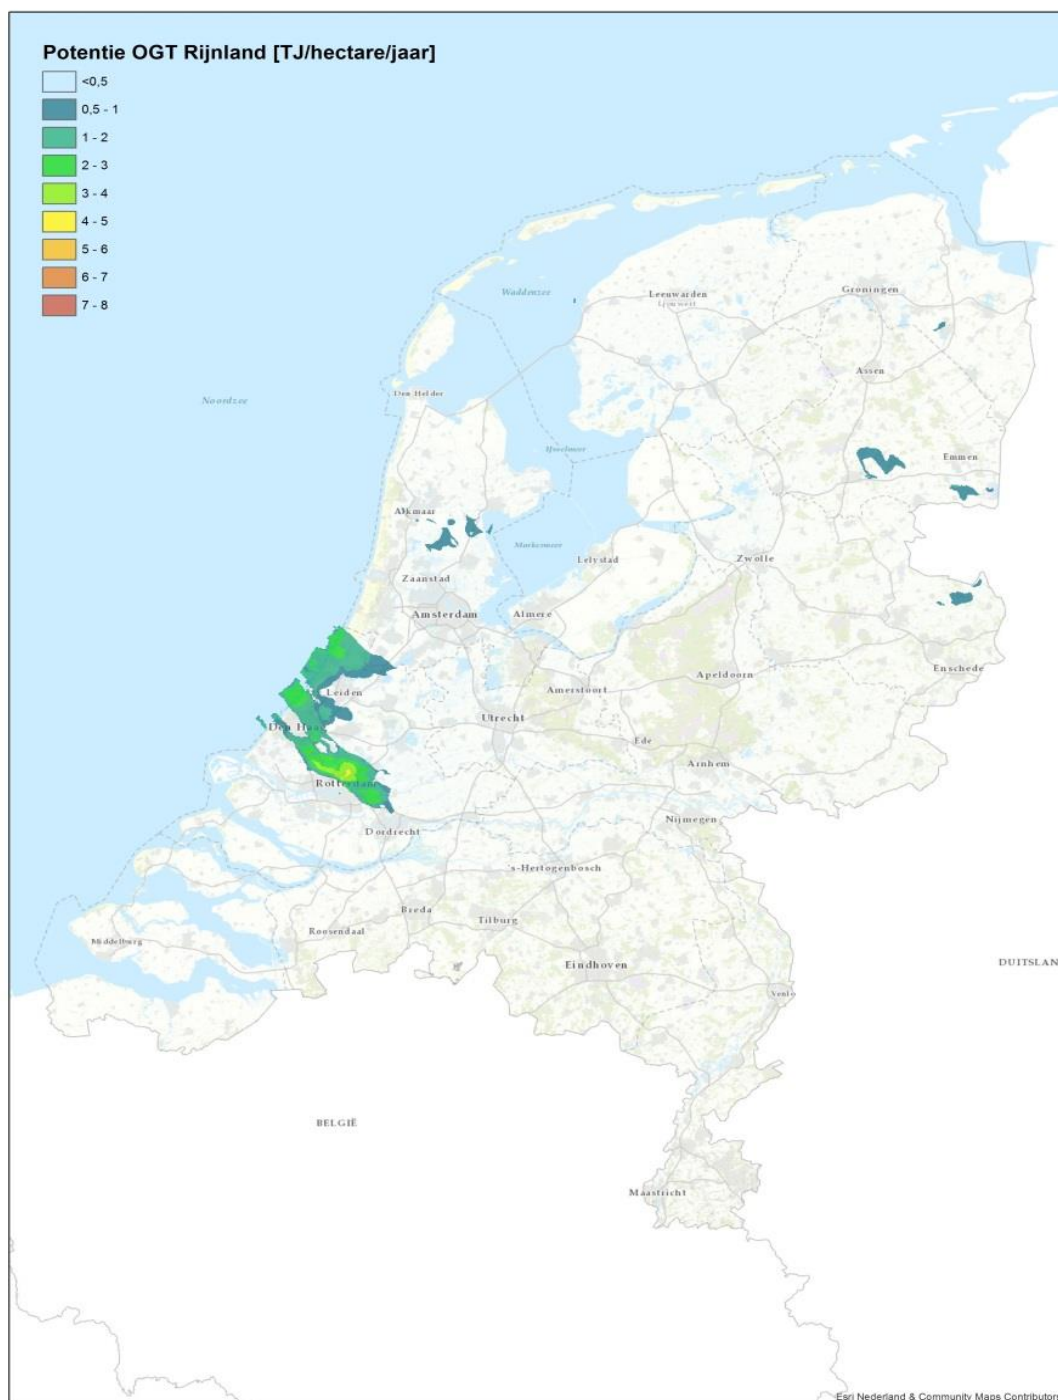 Potentie OGT Rijnland [TJ/hectare/jaar]
<0,5
0,5 - 1
1 - 2
2 - 3
3 - 4
4 - 5
5 - 6
6 - 7
7 - 8
Waddenzee
Leeuwarden
Groningen
Assen
Noordzee
Den Helder
IJsselmeer
Emmen
Alkmaar
Markermeer
Lelystad
Zwolle
Zaanstad
Amsterdam
Almere
Enschede
Apeldoorn
Leiden
Amersfoort
Utrecht
Den Haag
Ede
Arnhem
Rotterdam
Nijmegen
Dordrecht
's-Hertogenbosch
Breda
Tilburg
Roosendaal
Middelburg
Eindhoven
DUITSLAN
Venlo
BELGIË
Maastricht
Esri Nederland & Community Maps Contributor